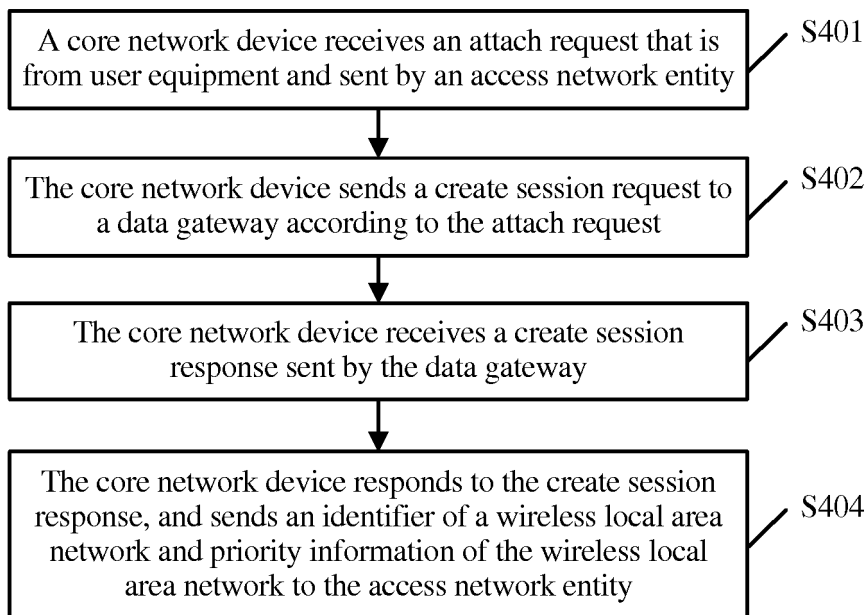 A core network device receives an attach request that is
from user equipment and sent by an access network entity
S401
The core network device sends a create session request to
a data gateway according to the attach request
S402
The core network device receives a create session
response sent by the data gateway
S403
The core network device responds to the create session
response, and sends an identifier of a wireless local area
network and priority information of the wireless local
area network to the access network entity
S404